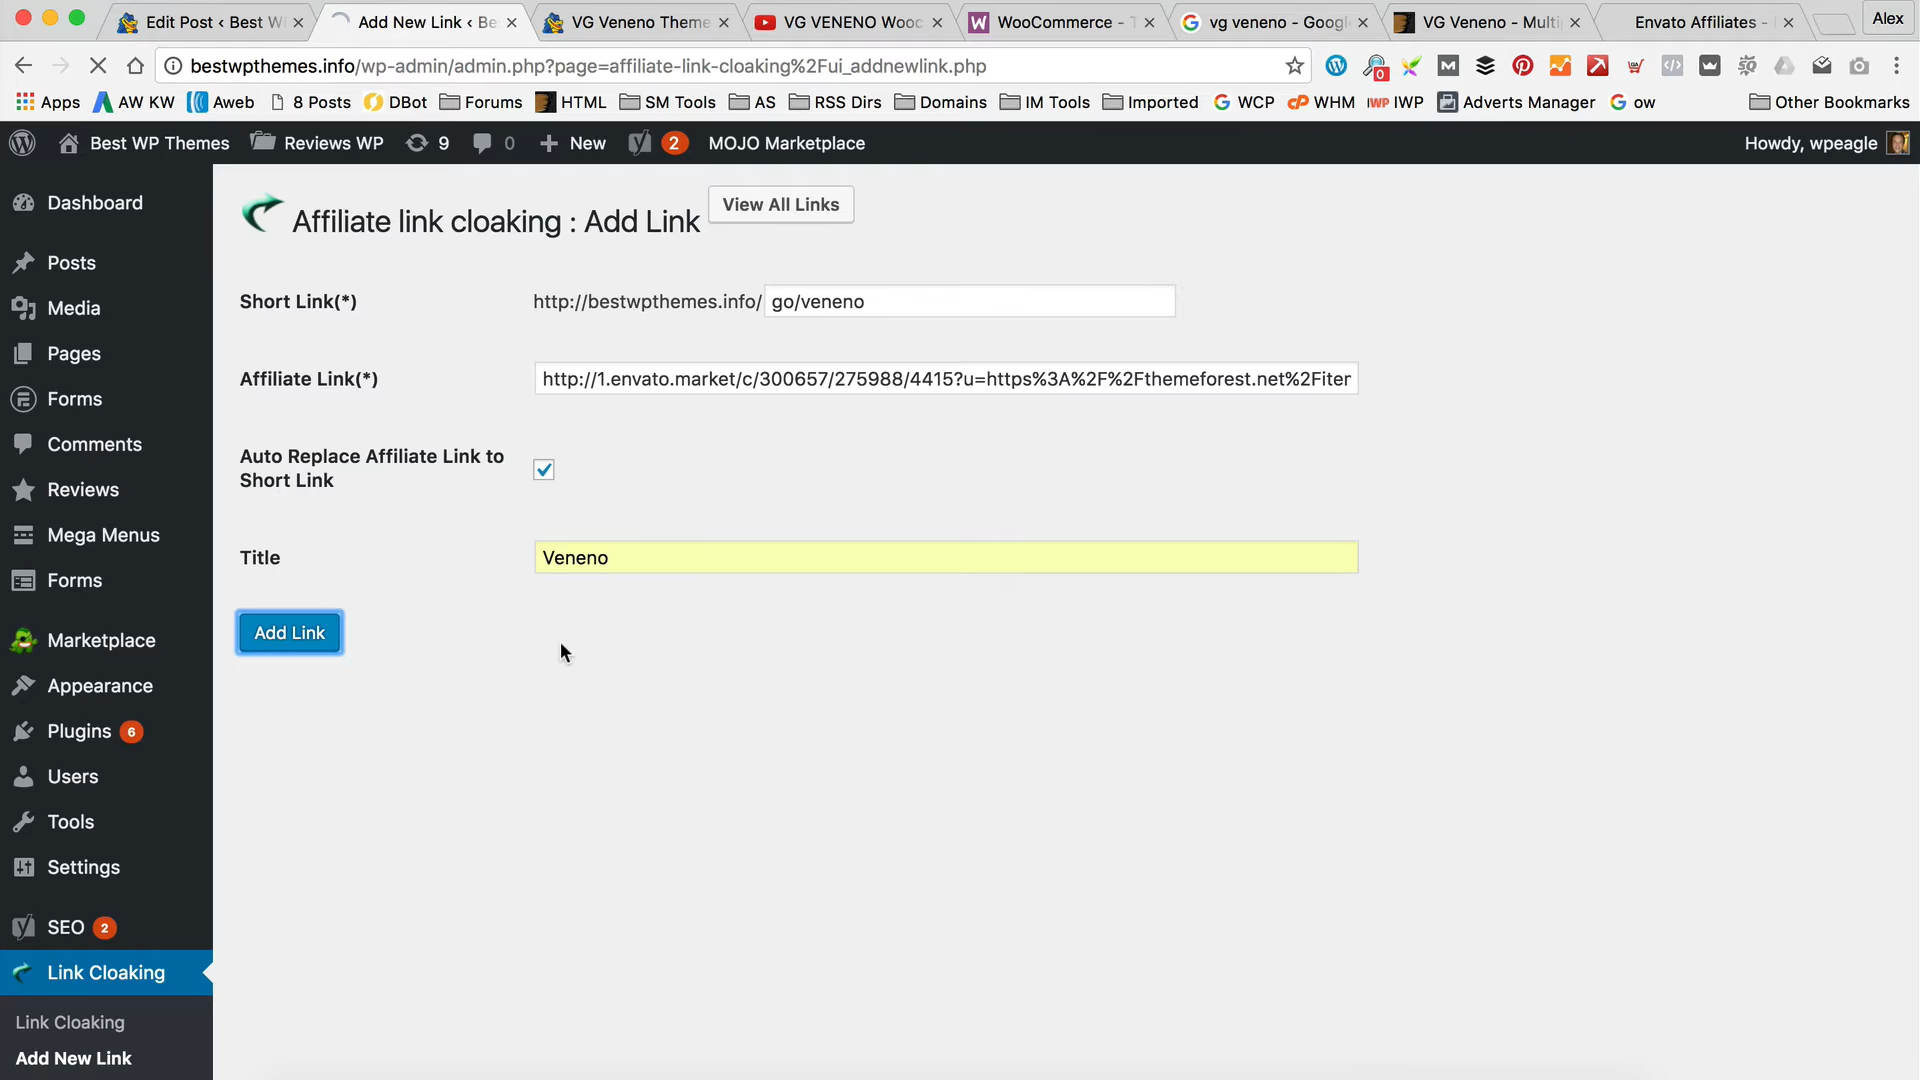 Edit Post ‹ Best W
Add New Link ‹ Be
VG Veneno Theme
VG VENENO Wooc
WooCommerce - T
vg veneno - Google
VG Veneno - Multi
Envato Affiliates -
Alex
bestwpthemes.info/wp-admin/admin.php?page=affiliate-link-cloaking%2Fui_addnewlink.php
0
Apps
AW KW
Aweb
8 Posts
DBot
Forums
HTML
SM Tools
AS
RSS Dirs
Domains
IM Tools
Imported
WCP
WHM
IWP IWP
Adverts Manager
ow
Other Bookmarks
Best WP Themes
Reviews WP
9
0
New
2
MOJO Marketplace
Howdy, wpeagle
Dashboard
Posts
Media
Pages
Forms
Comments
Reviews
Mega Menus
Forms
Marketplace
Appearance
Plugins 6
Users
Tools
Settings
SEO 2
Link Cloaking
Link Cloaking
Add New Link
Affiliate link cloaking : Add Link
View All Links
Short Link(*)
http://bestwpthemes.info/ go/veneno
Affiliate Link(*)
http://1.envato.market/c/300657/275988/4415?u=https%3A%2F%2Fthemeforest.net%2Fiter
Auto Replace Affiliate Link to
Short Link
Title
Veneno
Add Link